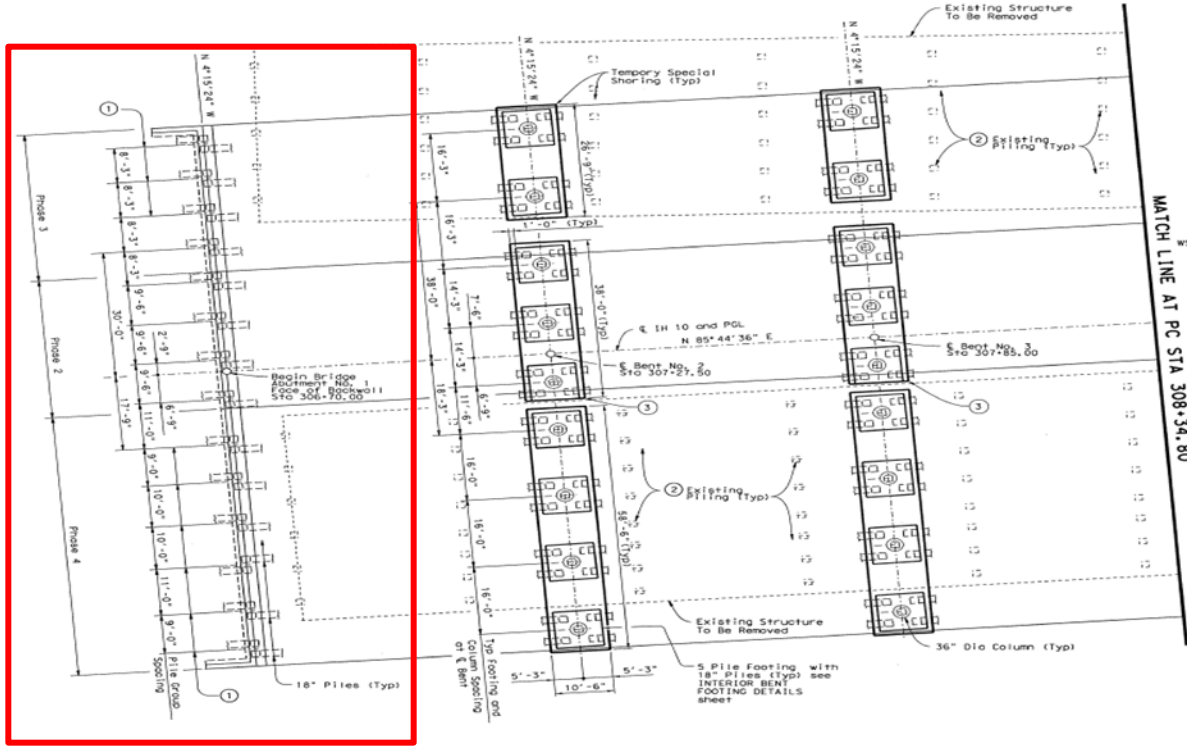 Existing Structure
To Be Removed
N 4°15'24" W
N 4°15'24" W
N 4°15'24" W
Tempory Special
Shoring (Typ)
1
2 Existing
Piling (Typ)
MATCH LINE AT PC STA 308+34.80
Phase 3
Phase 2
Phase 4
8'-3"
8'-3"
8'-3"
8'-3"
9'-6"
9'-6"
9'-6"
11'-0"
9'-0"
10'-0"
10'-0"
11'-0"
9'-0"
30'-0"
17'-9"
2'-9"
6'-9"
Pile Group
Spacing
Begin Bridge
Abutment No. 1
Face of Backwall
Sta 306+70.00
18" Piles (Typ)
1
16'-3"
16'-3"
14'-3"
14'-3"
11'-6"
16'-0"
16'-0"
16'-0"
38'-0"
18'-3"
7'-6"
6'-9"
26'-9"(Typ)
1'-0" (Typ)
38'-0"(Typ)
58'-6"(Typ)
Typ Footing and
Column Spacing
at ℄ Bent
℄ IH 10 and PGL
N 85°44'36" E
℄ Bent No. 2
Sta 307+27.50
℄ Bent No. 3
Sta 307+85.00
3
3
2 Existing
Piling (Typ)
Existing Structure
To Be Removed
36" Dia Column (Typ)
5 Pile Footing with
18" Piles (Typ) see
INTERIOR BENT
FOOTING DETAILS
sheet
5'-3"
5'-3"
10'-6"